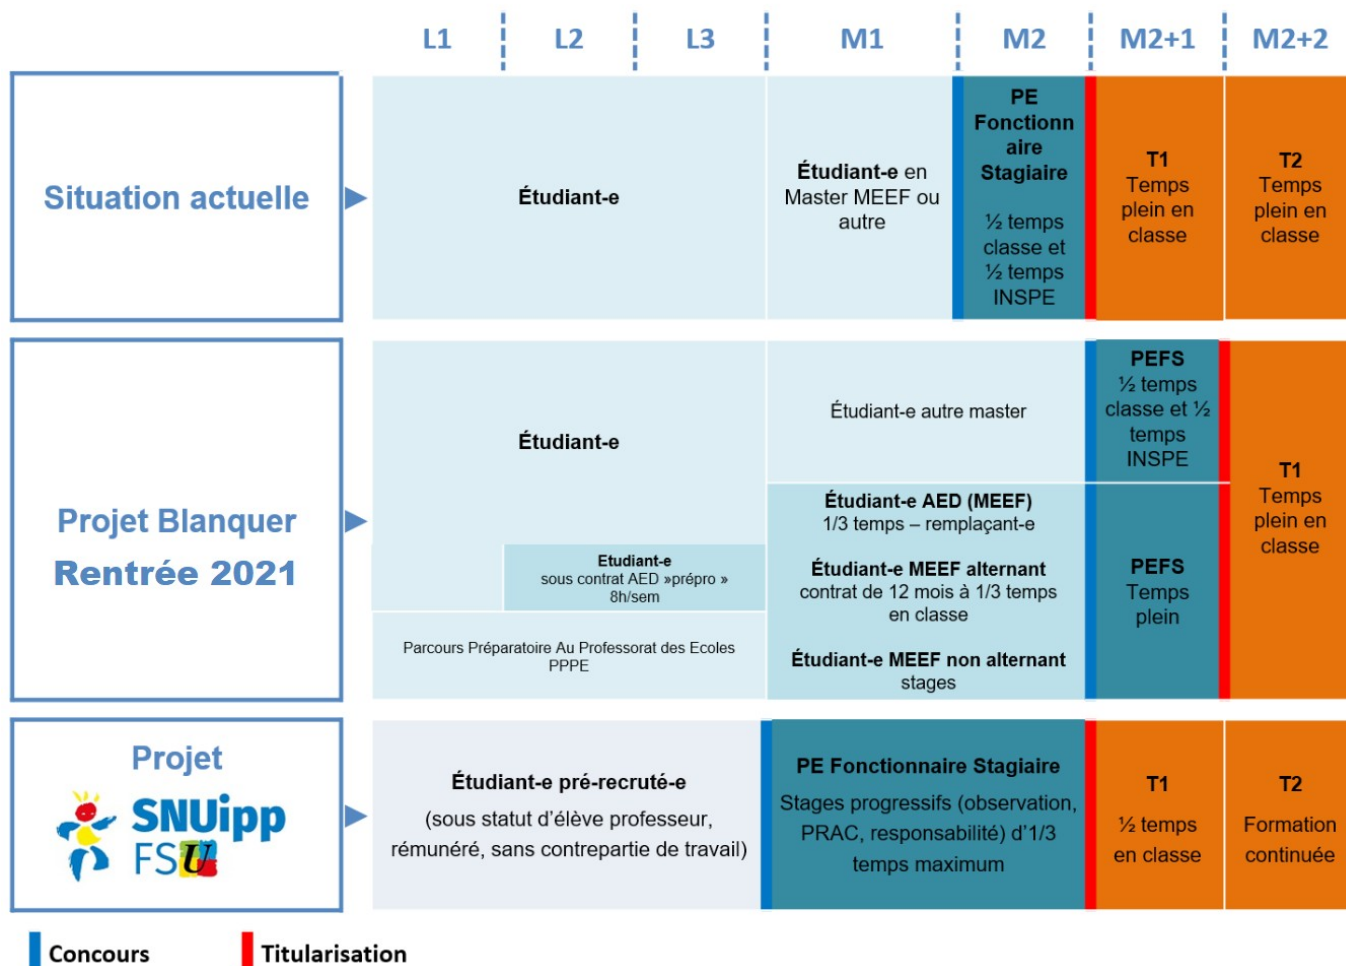 L1 L2 L3 M1 M2 M2+1 M2+2
Situation actuelle
Étudiant-e
Étudiant-e en
Master MEEF ou
autre
PE
Fonctionn
aire
Stagiaire
½ temps
classe et
½ temps
INSPE
T1
Temps
plein en
classe
T2
Temps
plein en
classe
Projet Blanquer
Rentrée 2021
Étudiant-e
Etudiant-e
sous contrat AED »prépro »
8h/sem
Parcours Préparatoire Au Professorat des Ecoles
PPPE
Étudiant-e autre master
Étudiant-e AED (MEEF)
1/3 temps – remplaçant-e
Étudiant-e MEEF alternant
contrat de 12 mois à 1/3 temps
en classe
Étudiant-e MEEF non alternant
stages
PEFS
½ temps
classe et ½
temps
INSPE
PEFS
Temps
plein
T1
Temps
plein en
classe
Projet
SNUipp
FSU
Étudiant-e pré-recruté-e
(sous statut d'élève professeur,
rémunéré, sans contrepartie de travail)
PE Fonctionnaire Stagiaire
Stages progressifs (observation,
PRAC, responsabilité) d'1/3
temps maximum
T1
½ temps
en classe
T2
Formation
continuée
Concours
Titularisation